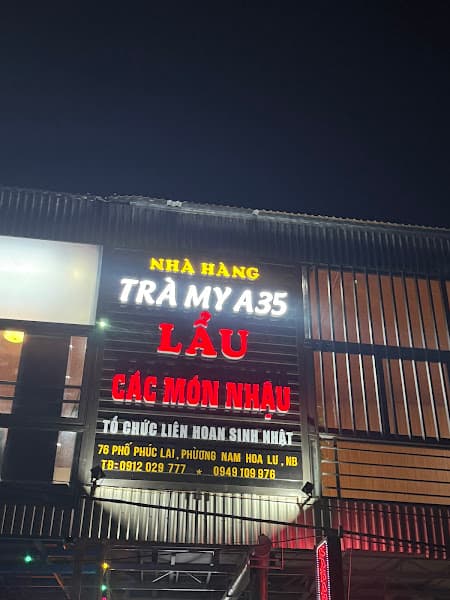 NHÀ HÀNG
TRÀ MY A35
LẨU
CÁC MÓN NHẬU
TỔ CHỨC LIÊN HOAN SINH NHẬT
76 PHỐ PHÚC LAI, PHƯỜNG NAM HOA LƯ, NB
TB: 0912 029 777 * 0949 109 976